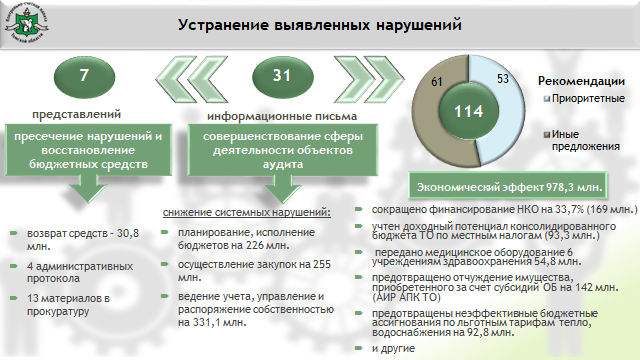 Контрольно-счетная палата
Томской области
Устранение выявленных нарушений
7
представлений
пресечение нарушений и
восстановление
бюджетных средств
возврат средств - 30,8
млн.
4 административных
протокола
13 материалов в
прокуратуру
31
информационные письма
совершенствование сферы
деятельности объектов
аудита
снижение системных нарушений:
планирование, исполнение
бюджетов на 226 млн.
осуществление закупок на 255
млн.
ведение учета, управление и
распоряжение собственностью
на 331,1 млн.
61
53
114
Рекомендации
Приоритетные
Иные
предложения
Экономический эффект 978,3 млн.
сокращено финансирование НКО на 33,7% (169 млн.)
учтен доходный потенциал консолидированного
бюджета ТО по местным налогам (93,3 млн.)
передано медицинское оборудование 6
учреждениям здравоохранения 54,8 млн.
предотвращено отчуждение имущества,
приобретенного за счет субсидий ОБ на 142 млн.
(АИР АПК ТО)
предотвращены неэффективные бюджетные
ассигнования по льготным тарифам тепло,
водоснабжения на 92,8 млн.
и другие